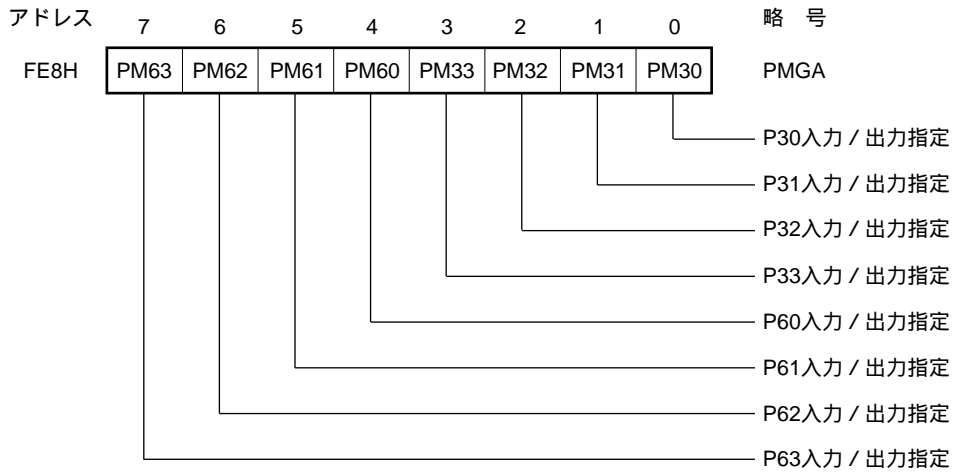 アドレス 7 6 5 4 3 2 1 0 略 号
FE8H PM63 PM62 PM61 PM60 PM33 PM32 PM31 PM30 PMGA
P30入力/出力指定
P31入力/出力指定
P32入力/出力指定
P33入力/出力指定
P60入力/出力指定
P61入力/出力指定
P62入力/出力指定
P63入力/出力指定